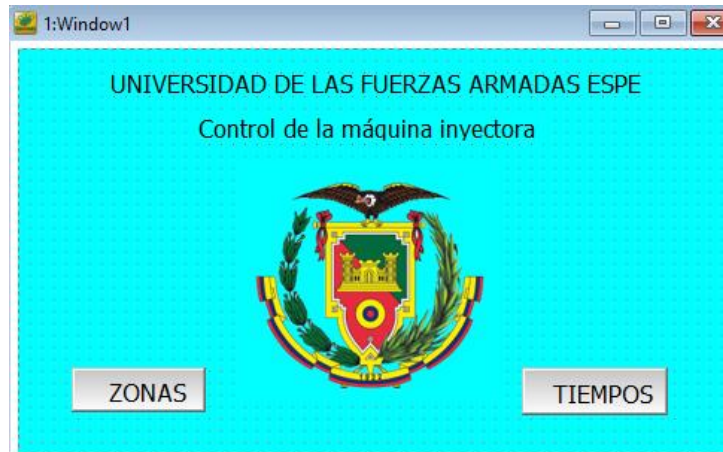 1:Window1
UNIVERSIDAD DE LAS FUERZAS ARMADAS ESPE
Control de la máquina inyectora
ZONAS
TIEMPOS